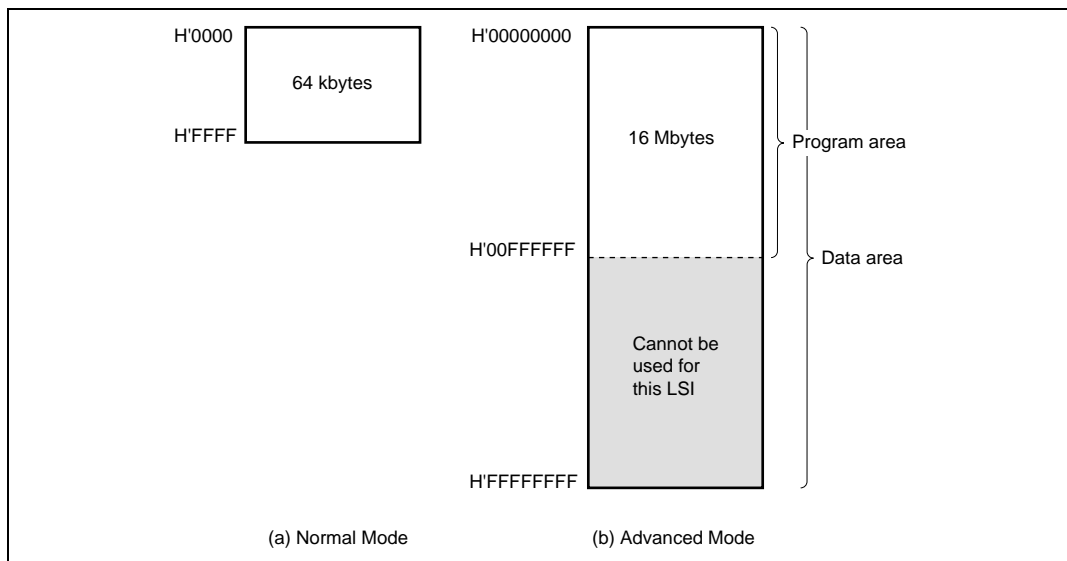 H'0000
64 kbytes
H'FFFF
(a) Normal Mode
H'00000000
16 Mbytes
Program area
H'00FFFFFF
Data area
Cannot be
used for
this LSI
H'FFFFFFFF
(b) Advanced Mode